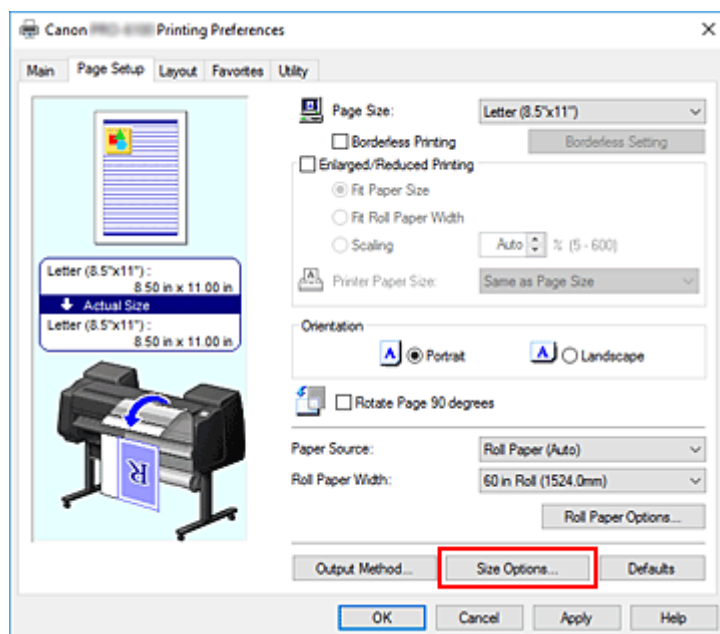 Canon Printing Preferences
Main Page Setup Layout Favorites Utility
Page Size: Letter (8.5"x11")
Borderless Printing Borderless Setting
Enlarged/Reduced Printing
Fit Paper Size
Fit Roll Paper Width
Scaling Auto % (5 - 600)
Printer Paper Size: Same as Page Size
Letter (8.5"x11") :
8.50 in x 11.00 in
Actual Size
Letter (8.5"x11") :
8.50 in x 11.00 in
Orientation
A Portrait A Landscape
Rotate Page 90 degrees
Paper Source: Roll Paper (Auto)
Roll Paper Width: 60 in Roll (1524.0mm)
Roll Paper Options...
R
Output Method... Size Options... Defaults
OK Cancel Apply Help